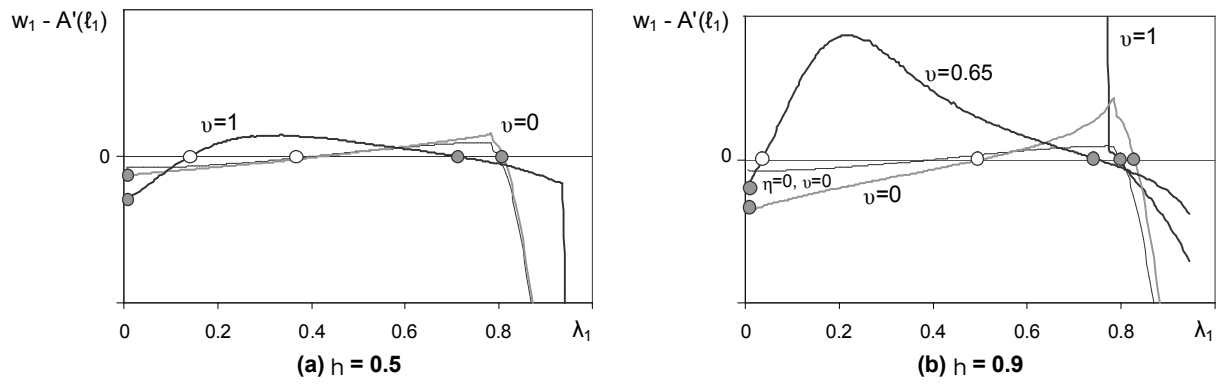 w₁ - A'(ℓ₁)
υ=1
υ=0
0
0 0.2 0.4 0.6 0.8 λ₁
(a) h = 0.5
w₁ - A'(ℓ₁)
υ=1
υ=0.65
0
η=0, υ=0
υ=0
0 0.2 0.4 0.6 0.8 λ₁
(b) h = 0.9